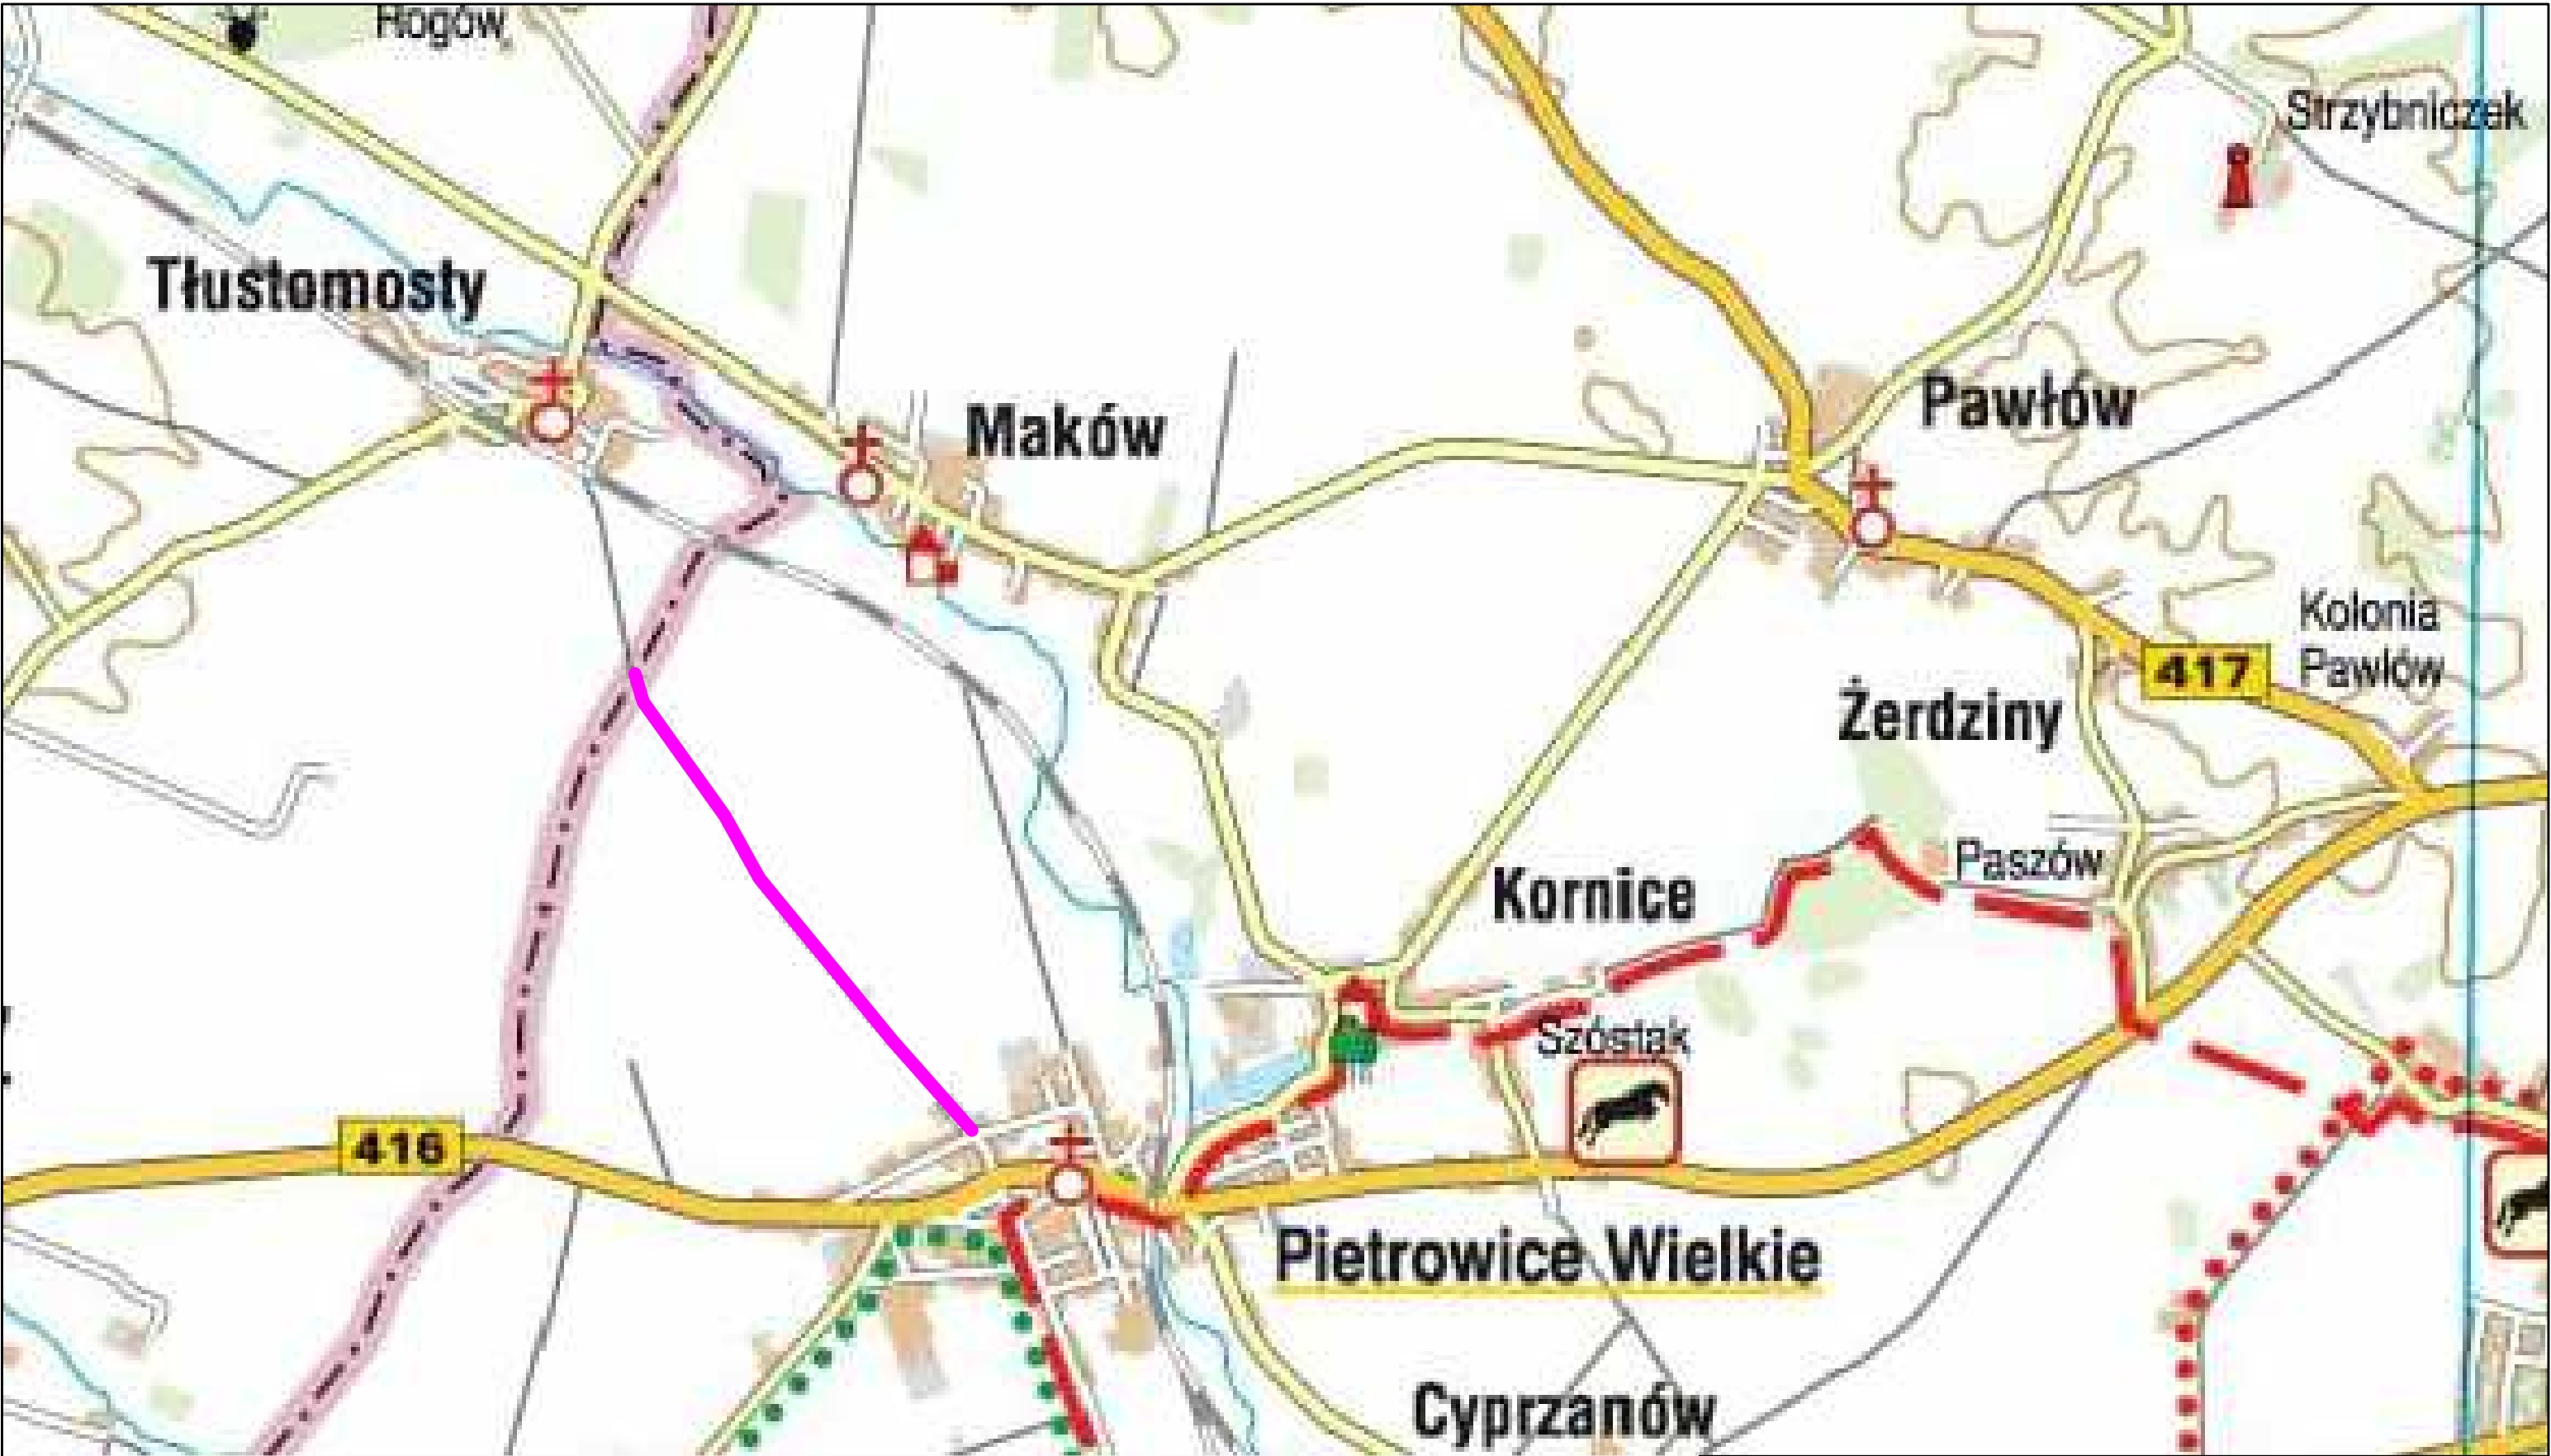 Rogów
Strzybniczek
Tłustomosty
Maków
Pawłów
Kolonia
Pawłów
417
Żerdziny
Paszów
Kornice
Szóstak
416
Pietrowice Wielkie
Cyprzanów